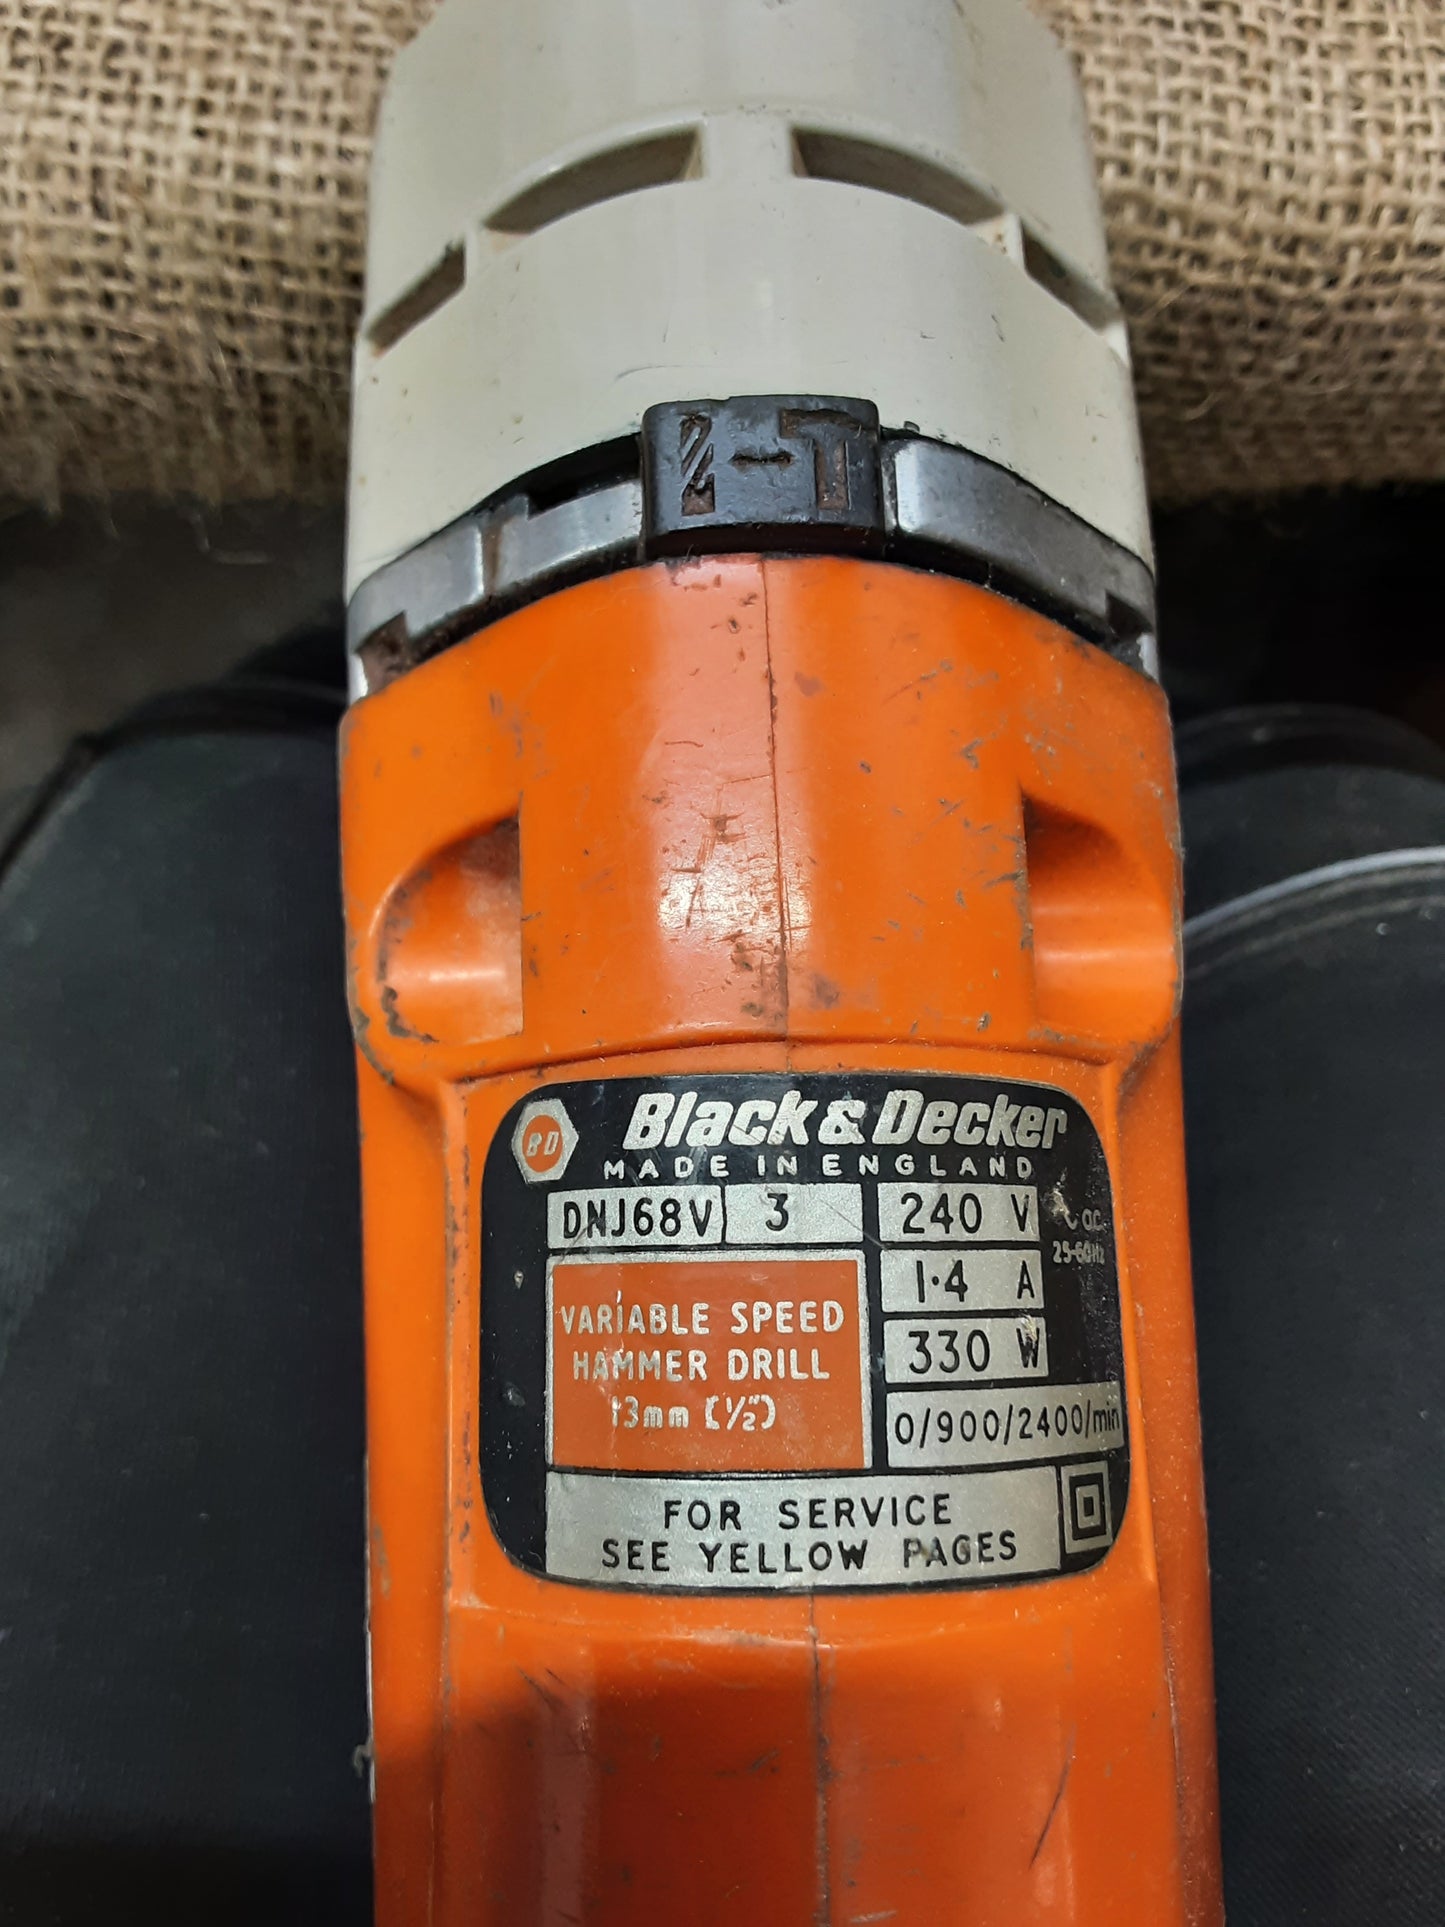 BD
Black & Decker
MADE IN ENGLAND
DNJ68V 3
240 V
a.c.
25-60Hz
1·4 A
330 W
0/900/2400/min
VARIABLE SPEED
HAMMER DRILL
13mm (½")
FOR SERVICE
SEE YELLOW PAGES